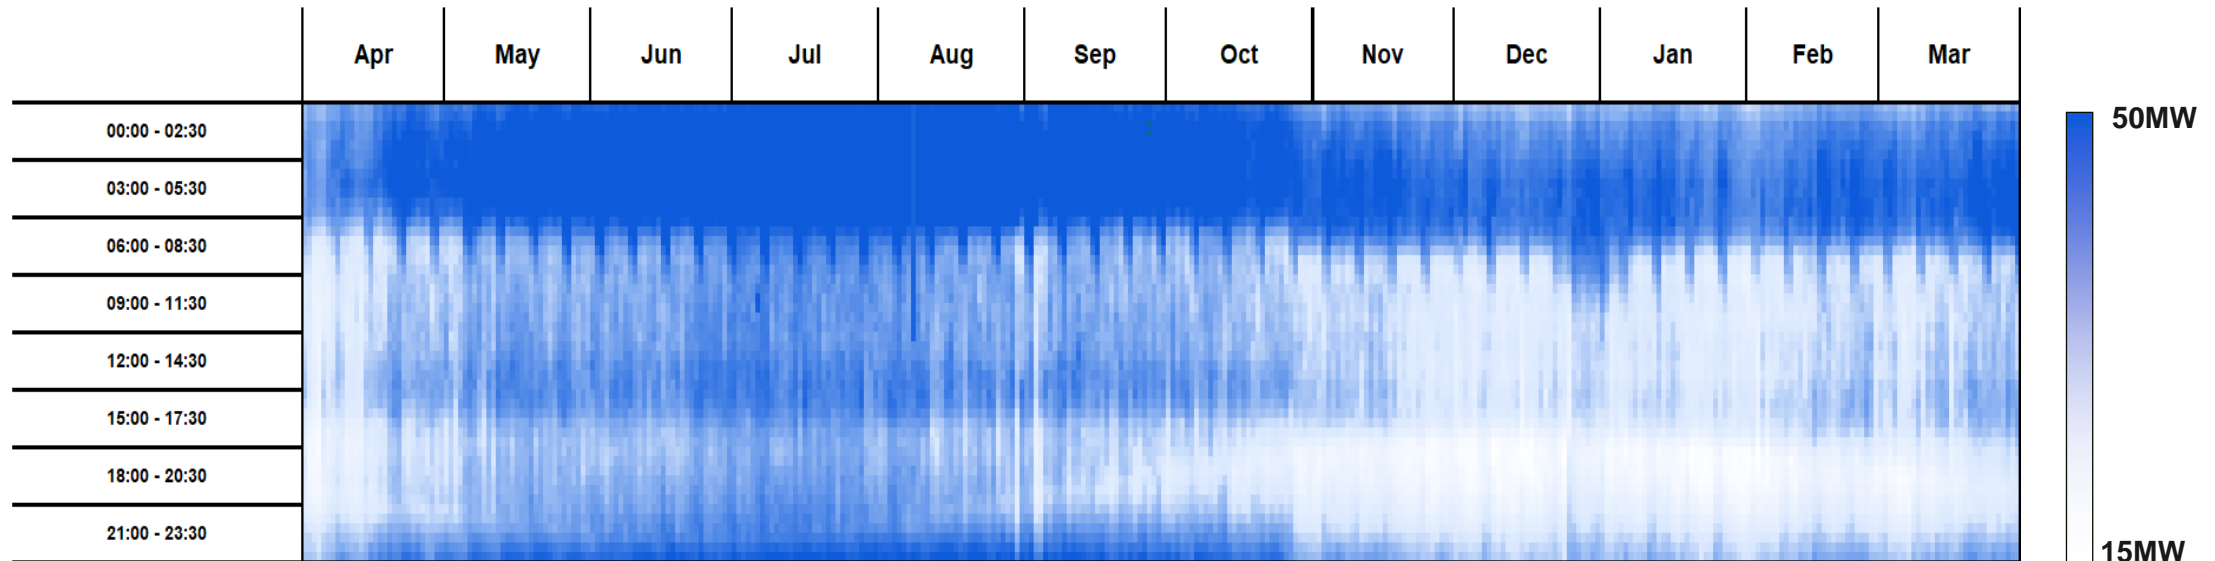 Apr May Jun Jul Aug Sep Oct Nov Dec Jan Feb Mar
50MW
00:00 - 02:30
03:00 - 05:30
06:00 - 08:30
09:00 - 11:30
12:00 - 14:30
15:00 - 17:30
18:00 - 20:30
21:00 - 23:30
15MW